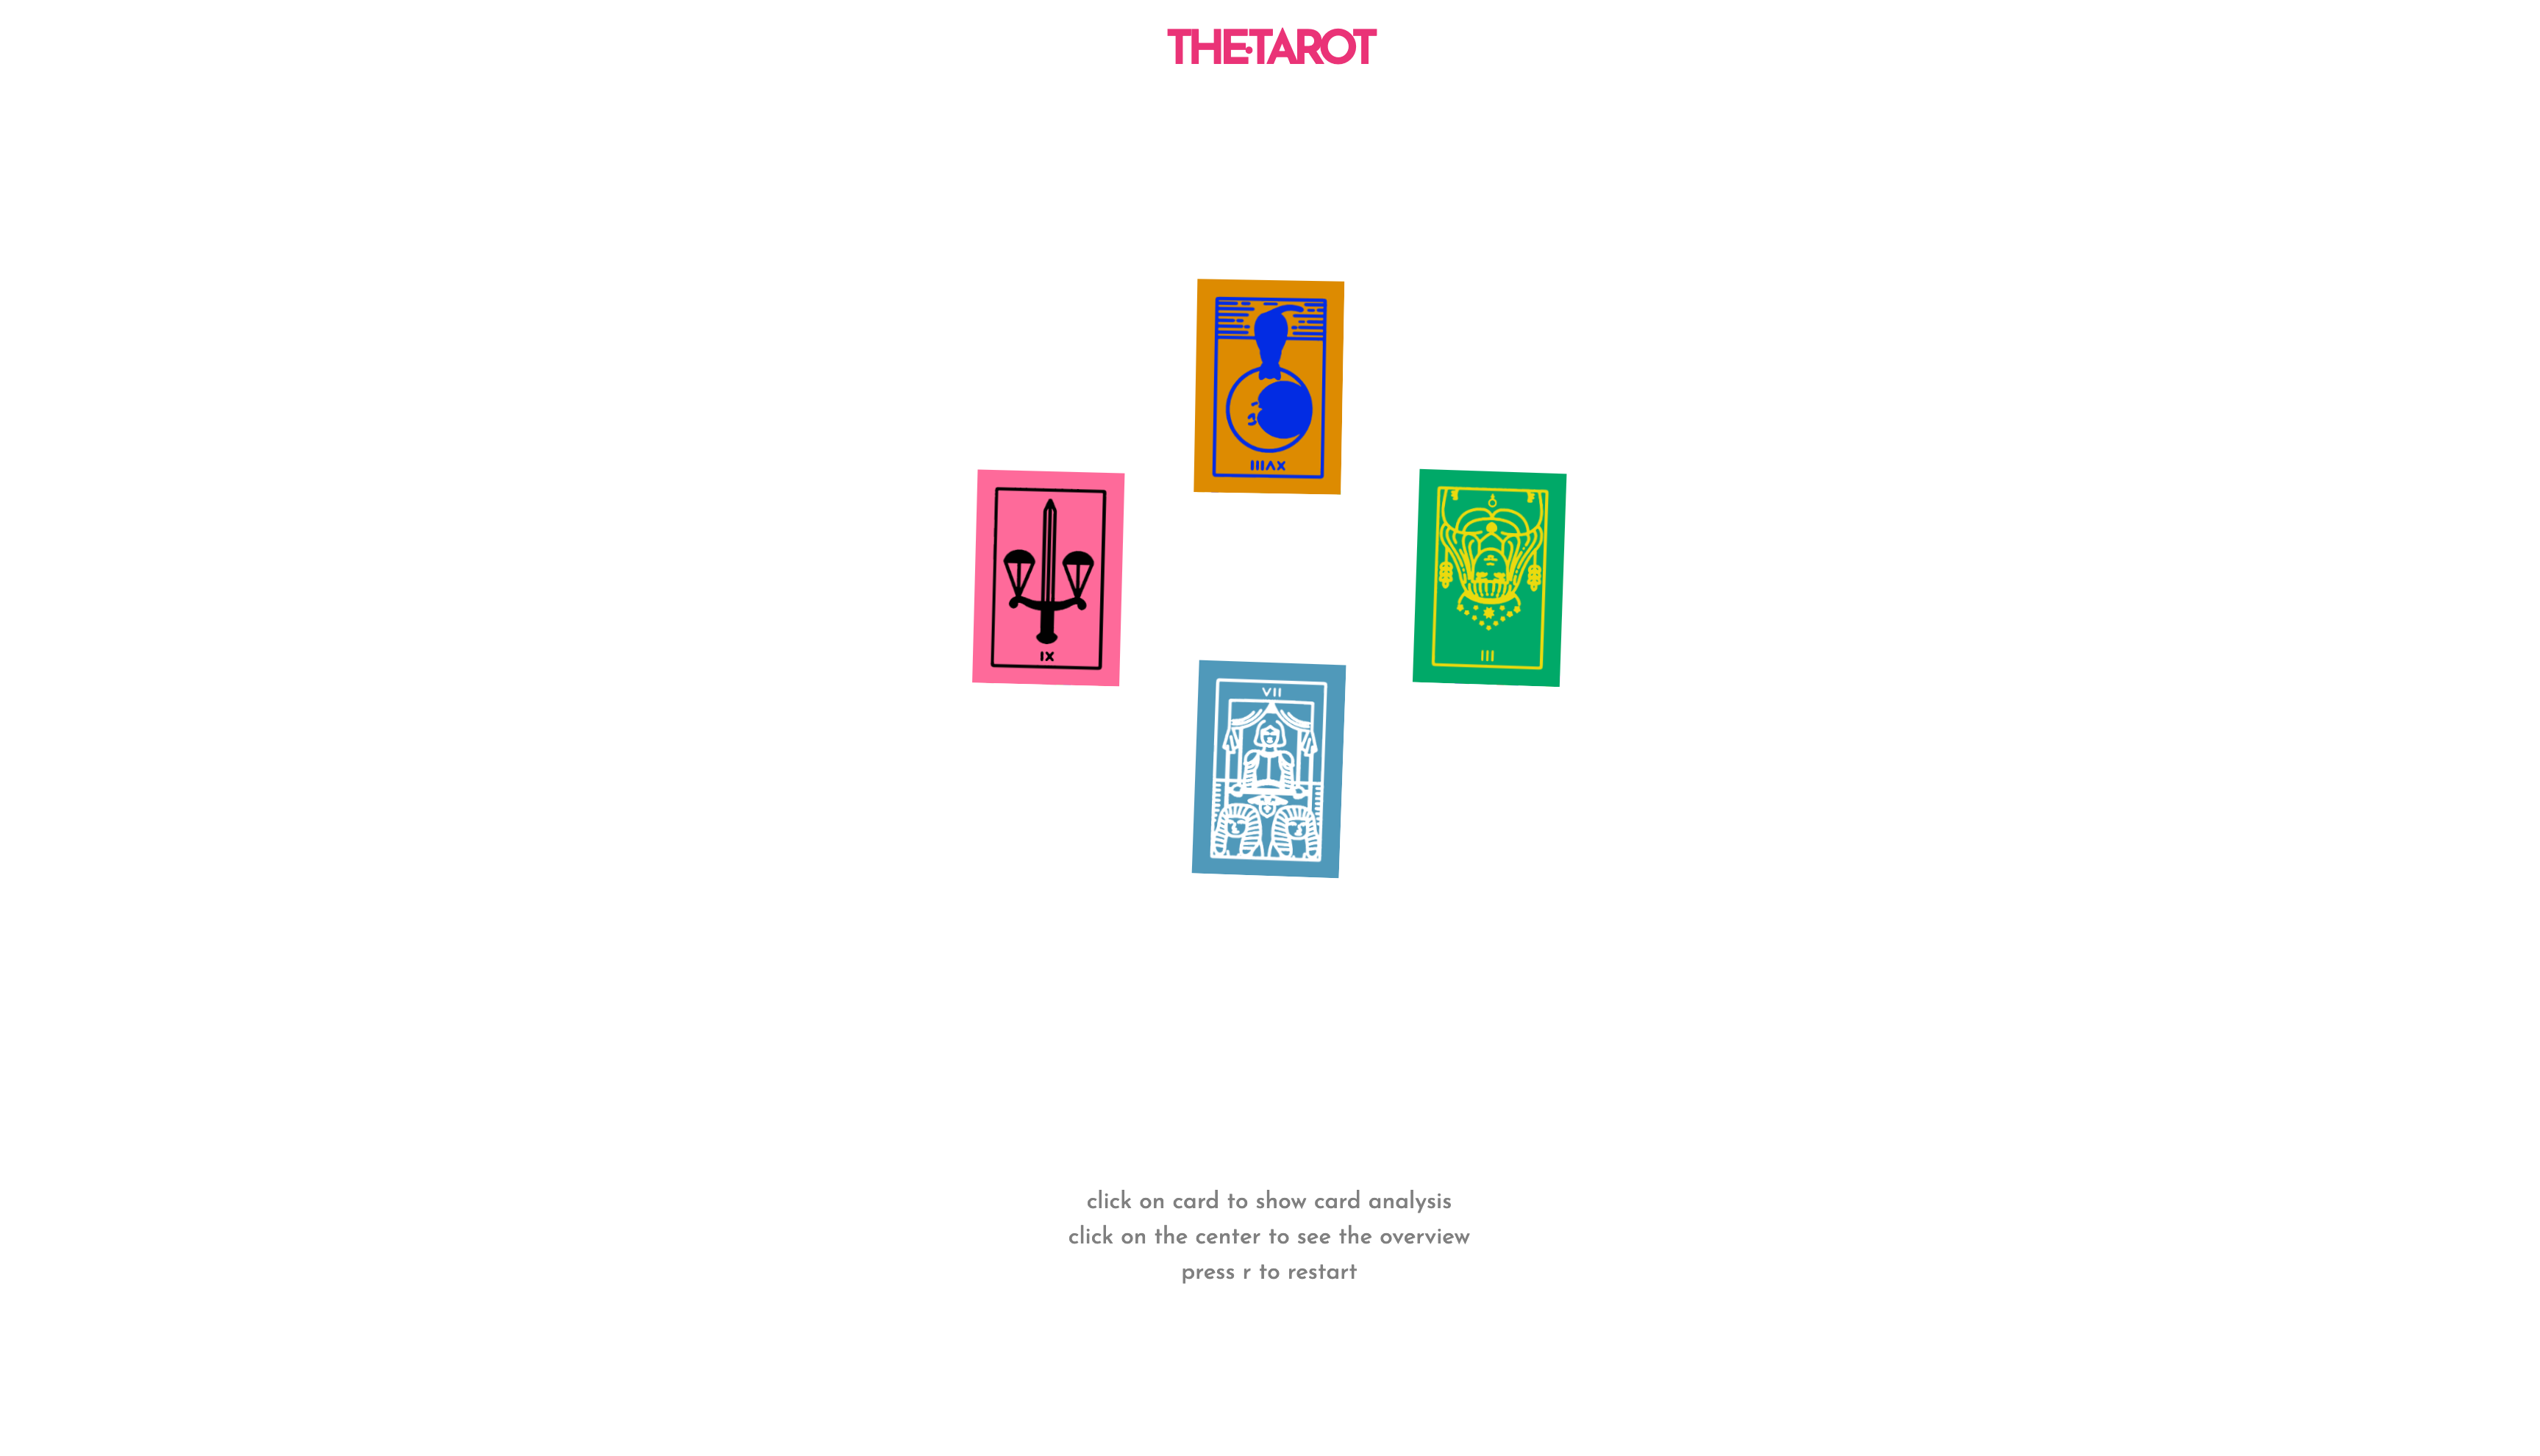 THE·TAROT
XVIII
XI
III
VII
click on card to show card analysis
click on the center to see the overview
press r to restart